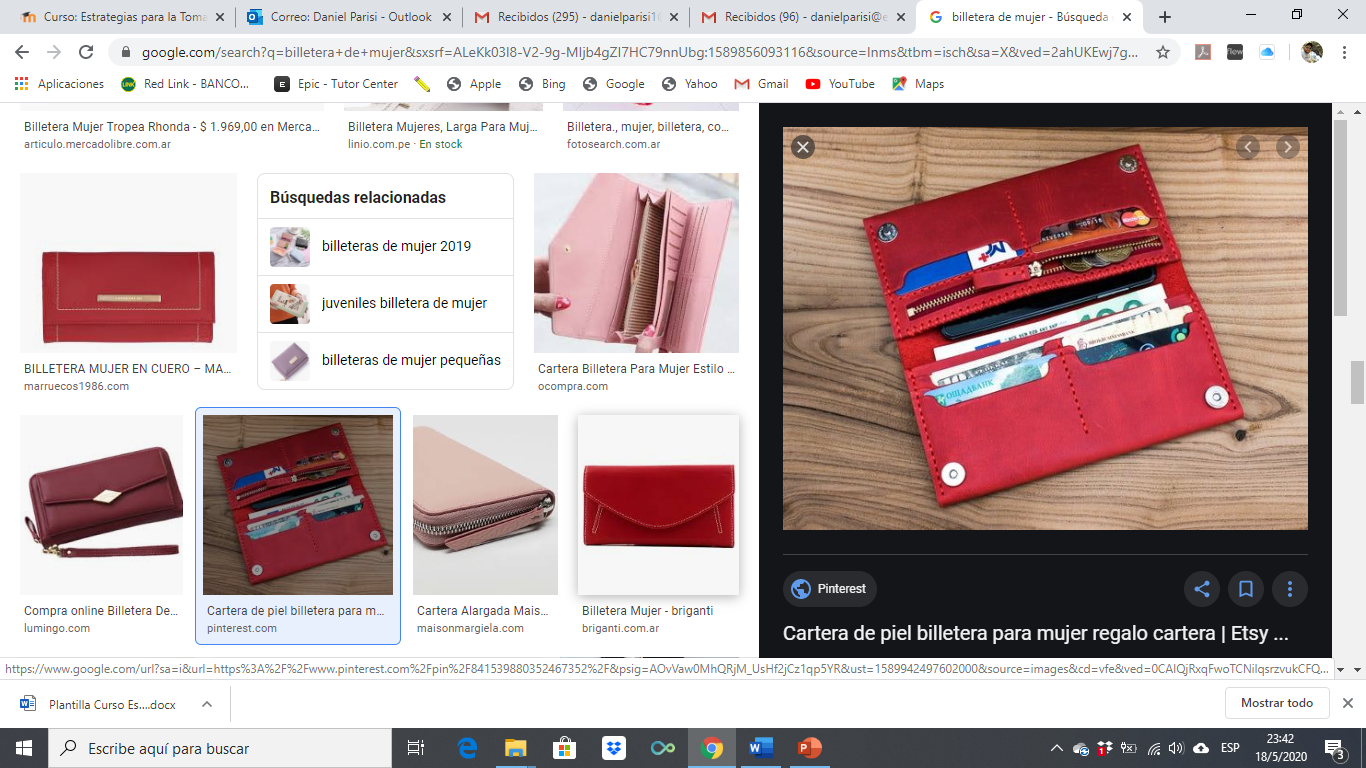 Curso: Estrategias para la Toma
Correo: Daniel Parisi - Outlook
Recibidos (295) - danielparisi1
Recibidos (96) - danielparisi@e
billetera de mujer - Búsqueda
google.com/search?q=billetera+de+mujer&sxsrf=ALeKk03I8-V2-9g-MIjb4gZI7HC79nnUbg:1589856093116&source=lnms&tbm=isch&sa=X&ved=2ahUKEwj7g...
Aplicaciones
Red Link - BANCO...
Epic - Tutor Center
Apple
Bing
Google
Yahoo
Gmail
YouTube
Maps
Billetera Mujer Tropea Rhonda - $ 1.969,00 en Merca...
articulo.mercadolibre.com.ar
Billetera Mujeres, Larga Para Muj...
linio.com.pe · En stock
Billetera., mujer, billetera, co...
fotosearch.com.ar
BILLETERA MUJER EN CUERO – MA...
marruecos1986.com
Búsquedas relacionadas
billeteras de mujer 2019
juveniles billetera de mujer
billeteras de mujer pequeñas
Cartera Billetera Para Mujer Estilo ...
ocompra.com
Compra online Billetera De...
lumingo.com
Cartera de piel billetera para m...
pinterest.com
Cartera Alargada Mais...
maisonmargiela.com
Billetera Mujer - briganti
briganti.com.ar
ОЩАДБАНК
Pinterest
Cartera de piel billetera para mujer regalo cartera | Etsy ...
https://www.google.com/url?sa=i&url=https%3A%2F%2Fwww.pinterest.com%2Fpin%2F841539880352467352%2F&psig=AOvVaw0MhQRjM_UsHf2jCz1qp5YR&ust=1589942497602000&source=images&cd=vfe&ved=0CAIQjRxqFwoTCNilqsrzvukCFQ...
Plantilla Curso Es....docx
Mostrar todo
Escribe aquí para buscar
ESP
23:42
18/5/2020
3